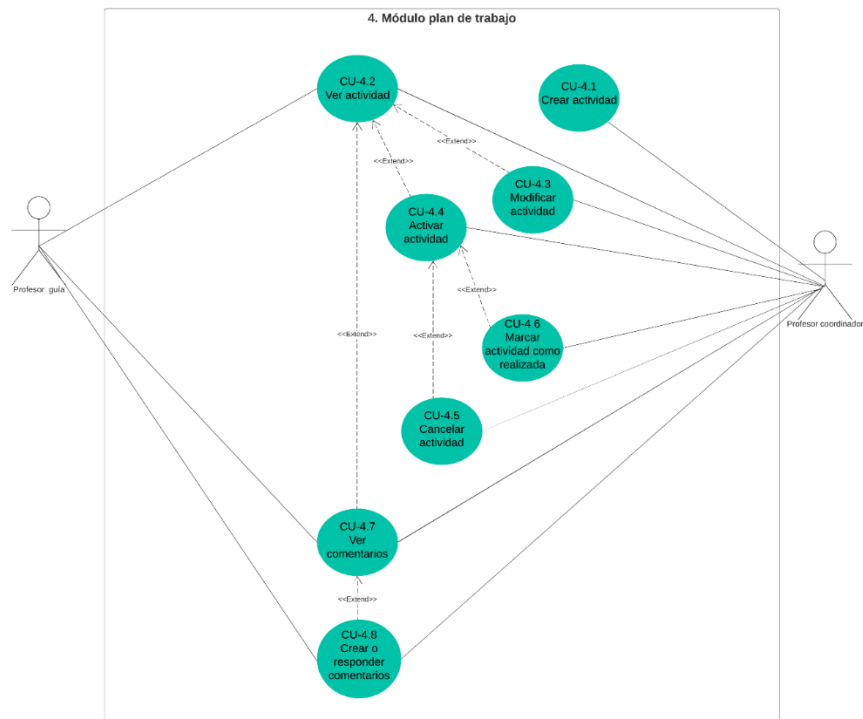 4. Módulo plan de trabajo
CU-4.2
Ver actividad
CU-4.1
Crear actividad
<<Extend>>
<<Extend>>
CU-4.3
Modificar
actividad
CU-4.4
Activar
actividad
Profesor guía
<<Extend>>
Profesor coordinador
CU-4.6
Marcar
actividad como
realizada
<<Extend>>
<<Extend>>
CU-4.5
Cancelar
actividad
CU-4.7
Ver
comentarios
<<Extend>>
CU-4.8
Crear o
responder
comentarios